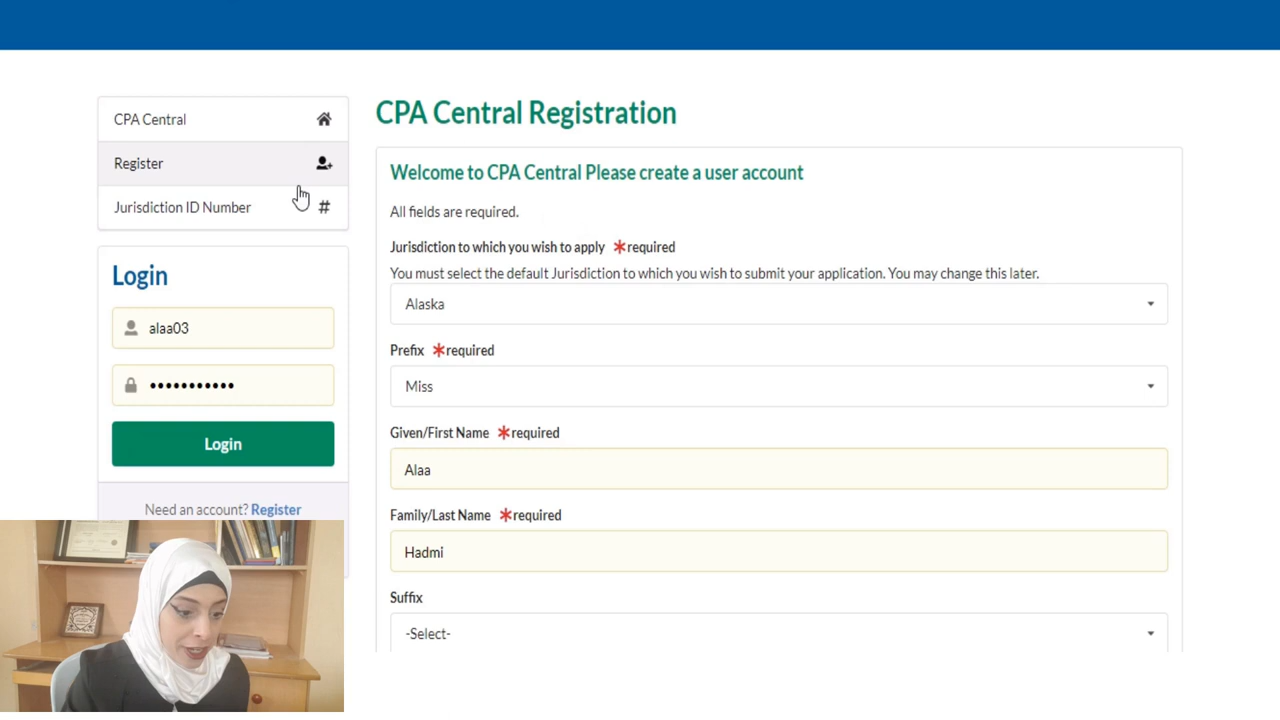 CPA Central
Register
Jurisdiction ID Number #
Login
alaa03
•••••••••••
Login
Need an account? Register
CPA Central Registration
Welcome to CPA Central Please create a user account
All fields are required.
Jurisdiction to which you wish to apply *required
You must select the default Jurisdiction to which you wish to submit your application. You may change this later.
Alaska
Prefix *required
Miss
Given/First Name *required
Alaa
Family/Last Name *required
Hadmi
Suffix
-Select-